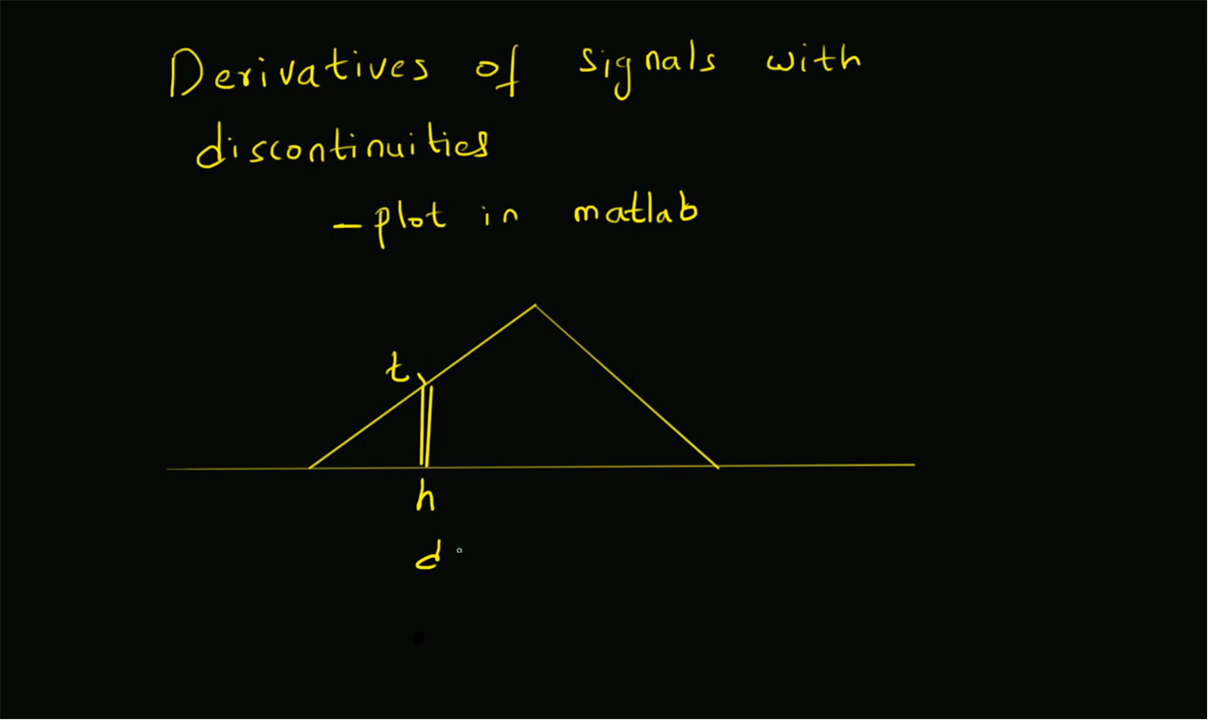 Derivatives of signals with
discontinuities
- plot in matlab
t
h
d